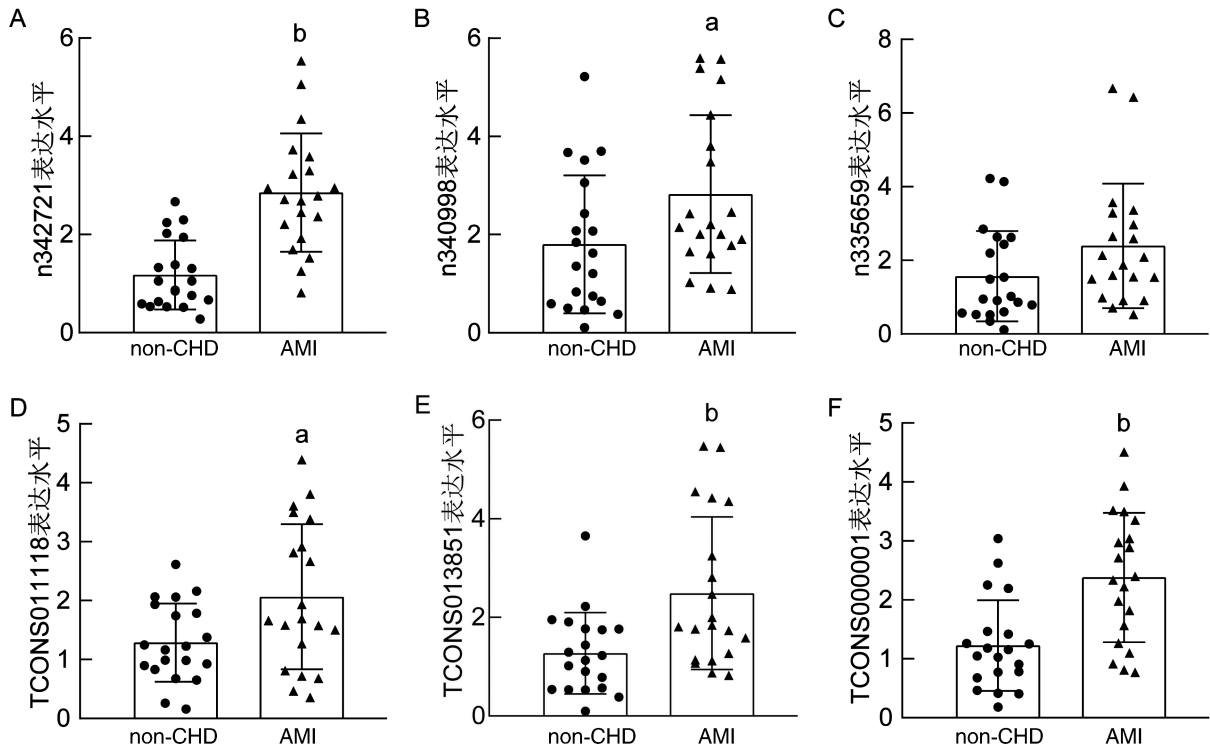 A
b
n342721表达水平
6
4
2
0
non-CHD
AMI
B
a
n340998表达水平
6
4
2
0
non-CHD
AMI
C
n335659表达水平
8
6
4
2
0
non-CHD
AMI
D
a
TCONS011118表达水平
5
4
3
2
1
0
non-CHD
AMI
E
b
TCONS013851表达水平
6
4
2
0
non-CHD
AMI
F
b
TCONS000001表达水平
5
4
3
2
1
0
non-CHD
AMI